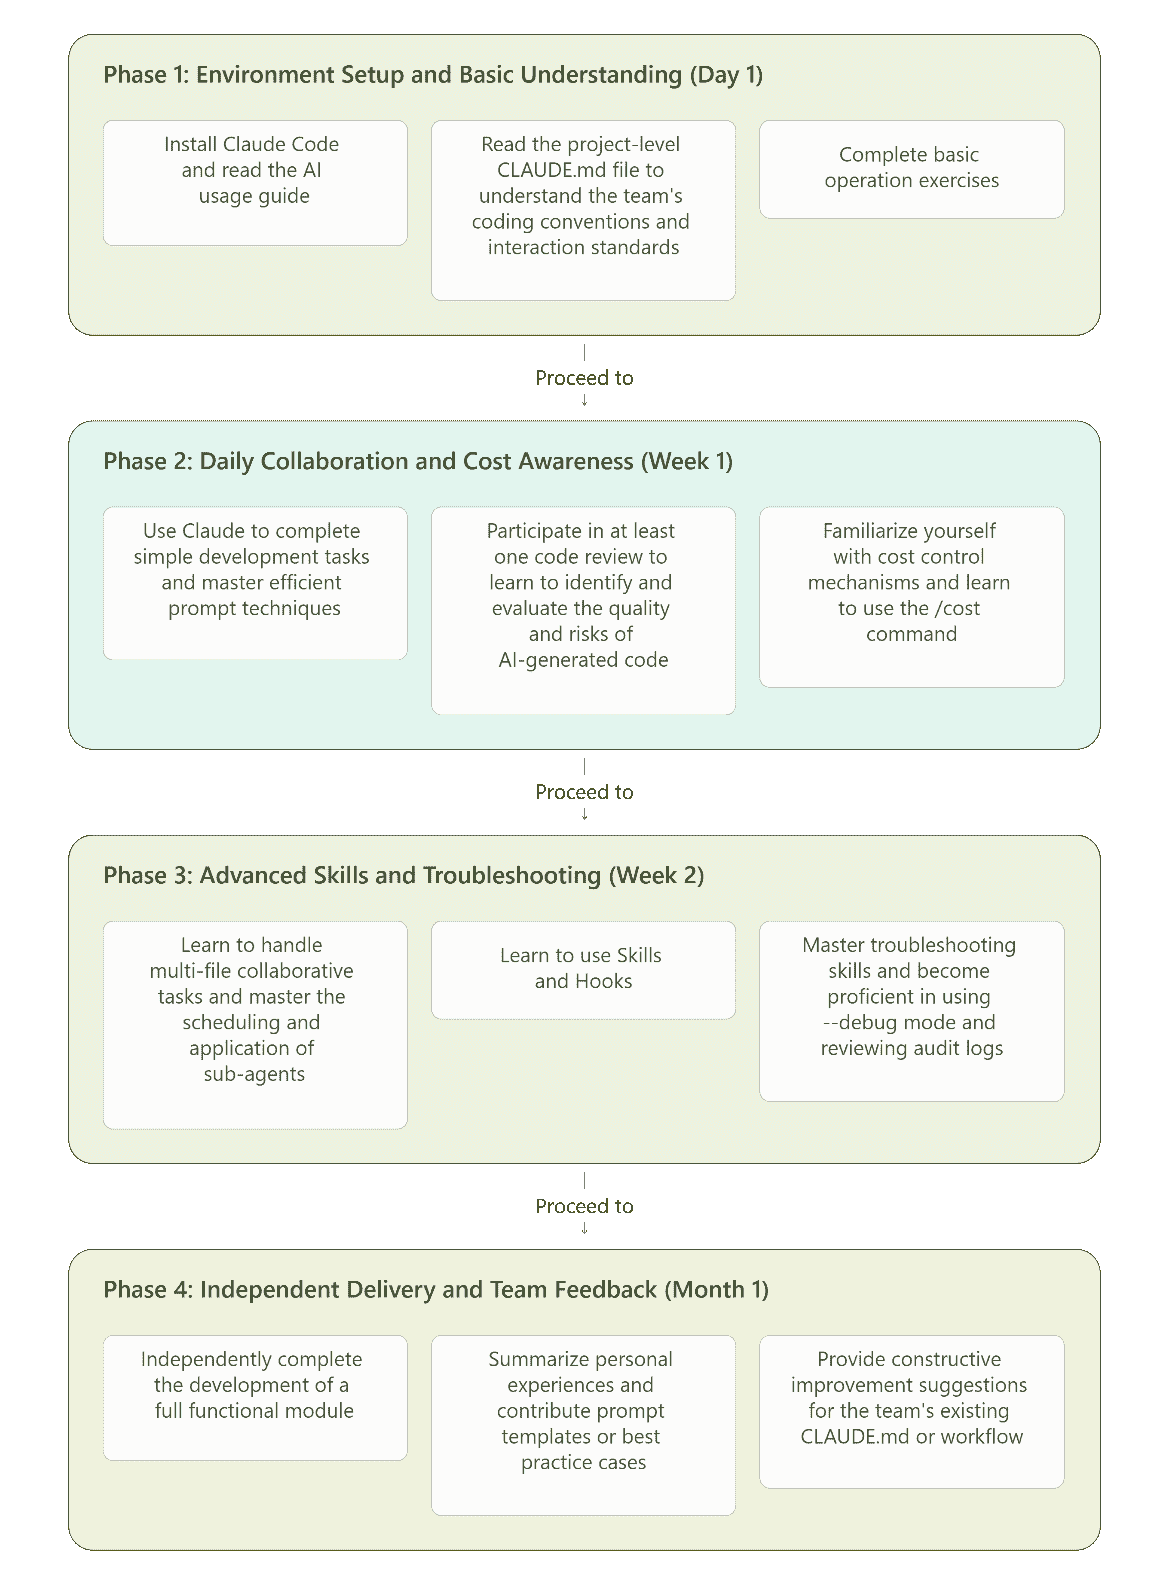 Phase 1: Environment Setup and Basic Understanding (Day 1)
Install Claude Code
and read the AI
usage guide
Read the project-level
CLAUDE.md file to
understand the team's
coding conventions and
interaction standards
Complete basic
operation exercises
Proceed to
Phase 2: Daily Collaboration and Cost Awareness (Week 1)
Use Claude to complete
simple development tasks
and master efficient
prompt techniques
Participate in at least
one code review to
learn to identify and
evaluate the quality
and risks of
AI-generated code
Familiarize yourself
with cost control
mechanisms and learn
to use the /cost
command
Proceed to
Phase 3: Advanced Skills and Troubleshooting (Week 2)
Learn to handle
multi-file collaborative
tasks and master the
scheduling and
application of
sub-agents
Learn to use Skills
and Hooks
Master troubleshooting
skills and become
proficient in using
--debug mode and
reviewing audit logs
Proceed to
Phase 4: Independent Delivery and Team Feedback (Month 1)
Independently complete
the development of a
full functional module
Summarize personal
experiences and
contribute prompt
templates or best
practice cases
Provide constructive
improvement suggestions
for the team's existing
CLAUDE.md or workflow